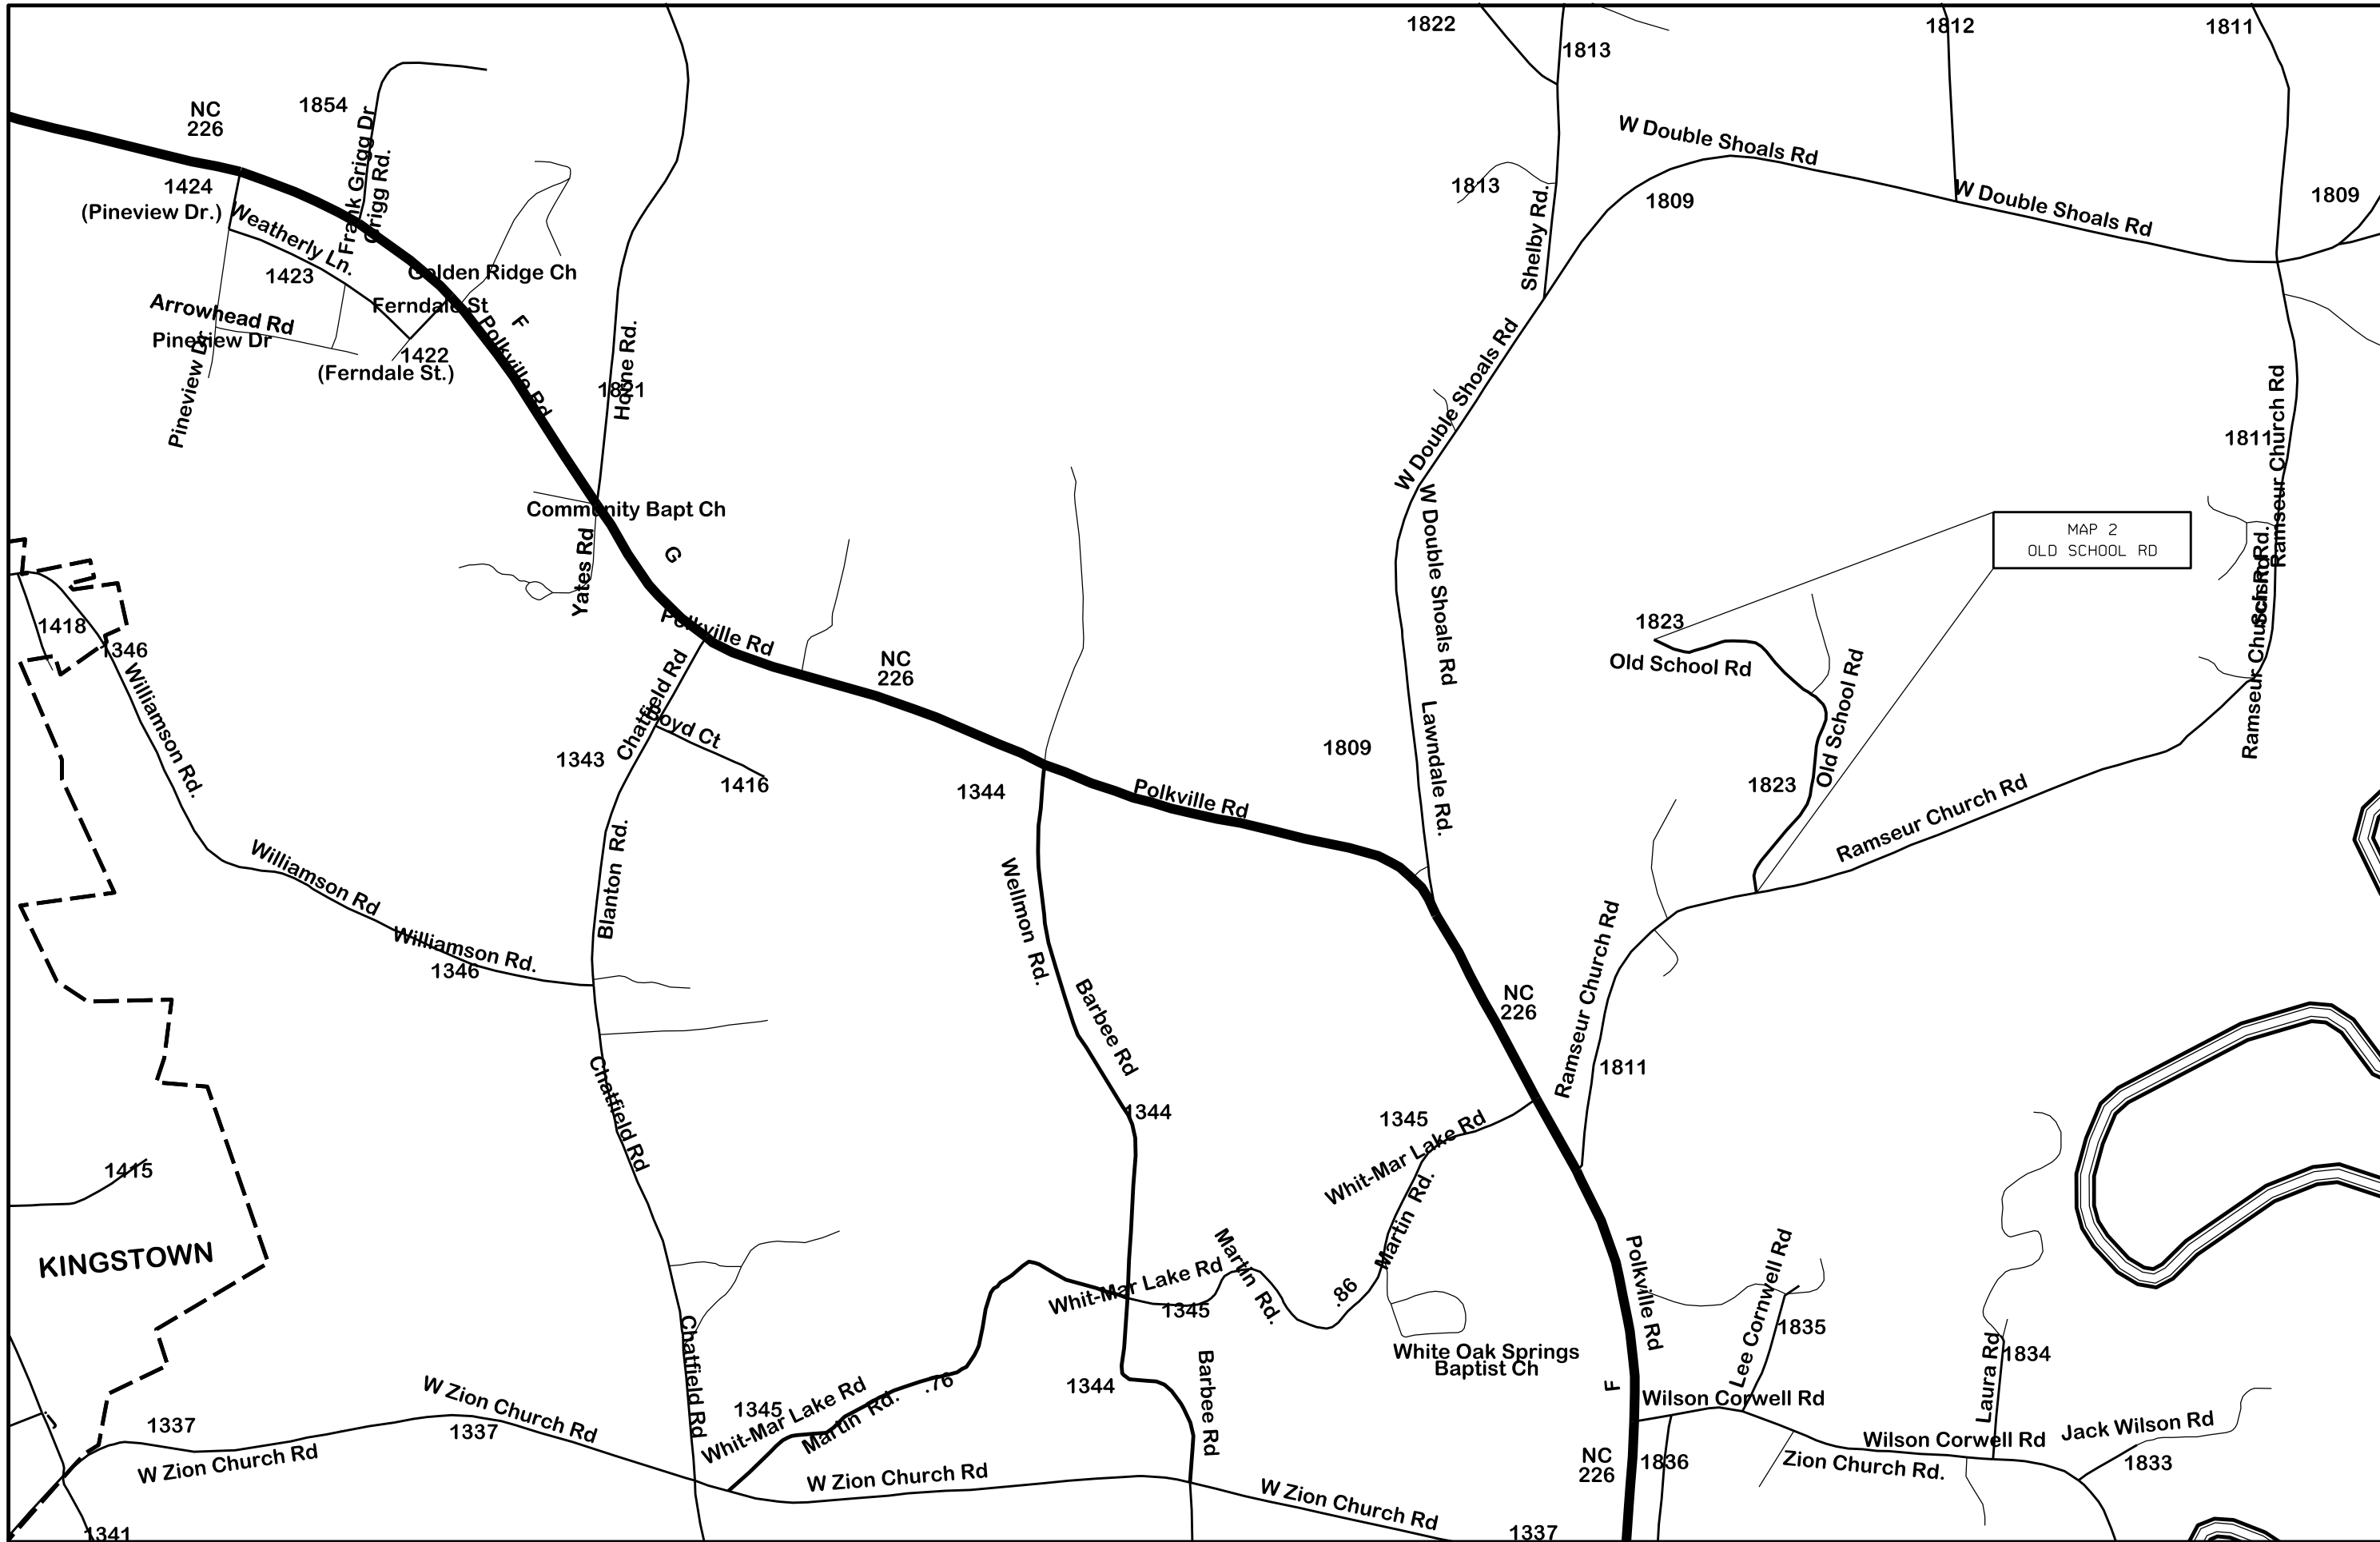 1822
1813
1812
1811
NC
226
1854
Frank Grigg Dr
Grigg Rd.
W Double Shoals Rd
1424
(Pineview Dr.)
Weatherly Ln.
1813
Shelby Rd.
1809
W Double Shoals Rd
1809
1423
Golden Ridge Ch
Ferndale St
Arrowhead Rd
Pineview Dr
Pineview Dr
1422
(Ferndale St.)
F
Polkville Rd
Horne Rd.
1821
W Double Shoals Rd
Ramseur Church Rd
1811
Community Bapt Ch
Yates Rd
G
W Double Shoals Rd
MAP 2
OLD SCHOOL RD
1418
1346
Williamson Rd.
Polkville Rd
NC
226
Chatfield Rd
Boyd Ct
1343
1416
1344
Lawndale Rd.
1809
1823
Old School Rd
Old School Rd
1823
Ramseur Church Rd.
Polkville Rd
Ramseur Church Rd
Williamson Rd
Blanton Rd.
Wellmon Rd.
Williamson Rd.
1346
Barbee Rd
NC
226
Ramseur Church Rd
1811
Chatfield Rd
1344
1345
Whit-Mar Lake Rd
Martin Rd.
1415
KINGSTOWN
Whit-Mar Lake Rd
1345
Martin Rd.
.86
Polkville Rd
Lee Cornwell Rd
1835
White Oak Springs
Baptist Ch
Laura Rd
1834
Chatfield Rd
1344
Barbee Rd
F
Wilson Corwell Rd
W Zion Church Rd
1345
Whit-Mar Lake Rd
Martin Rd.
.76
1337
1337
W Zion Church Rd
Wilson Corwell Rd
Jack Wilson Rd
NC
226
1836
Zion Church Rd.
1833
W Zion Church Rd
W Zion Church Rd
1341
1337